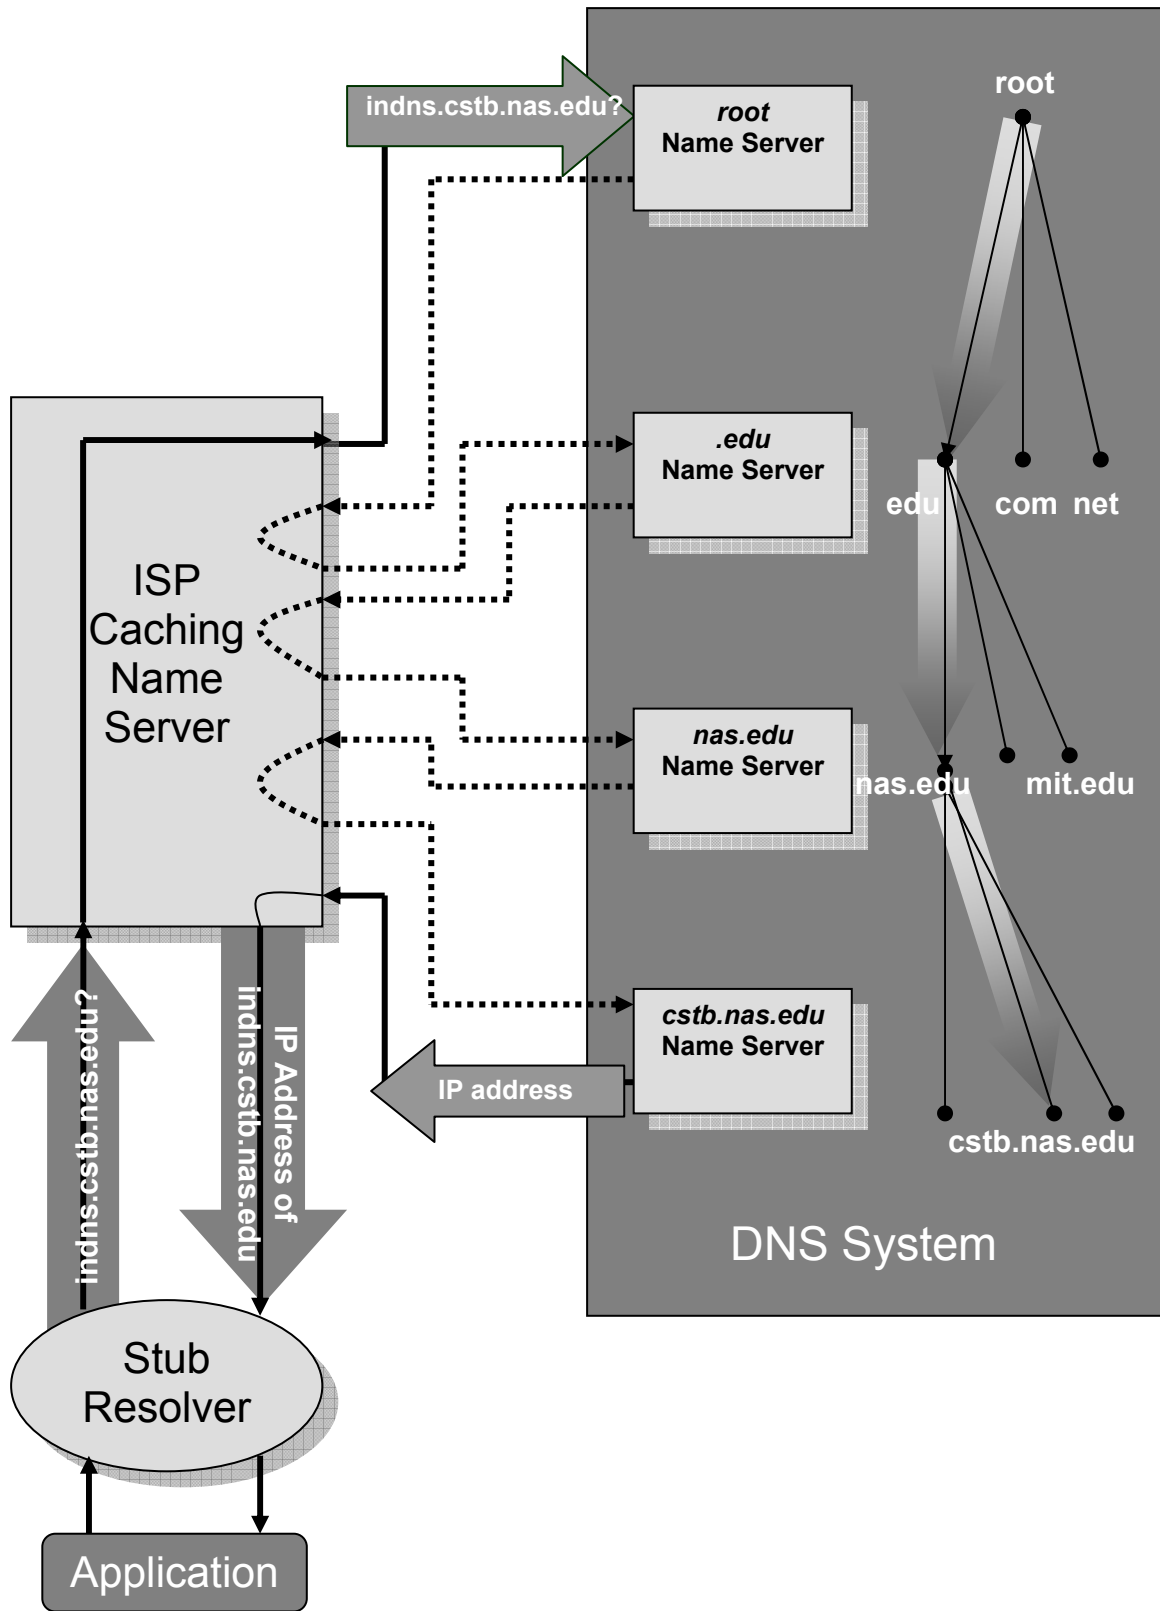 indns.cstb.nas.edu?
root
Name Server
root
.edu
Name Server
edu
com
net
ISP
Caching
Name
Server
nas.edu
Name Server
nas.edu
mit.edu
cstb.nas.edu
Name Server
IP address
cstb.nas.edu
indns.cstb.nas.edu?
IP Address of
indns.cstb.nas.edu
DNS System
Stub
Resolver
Application